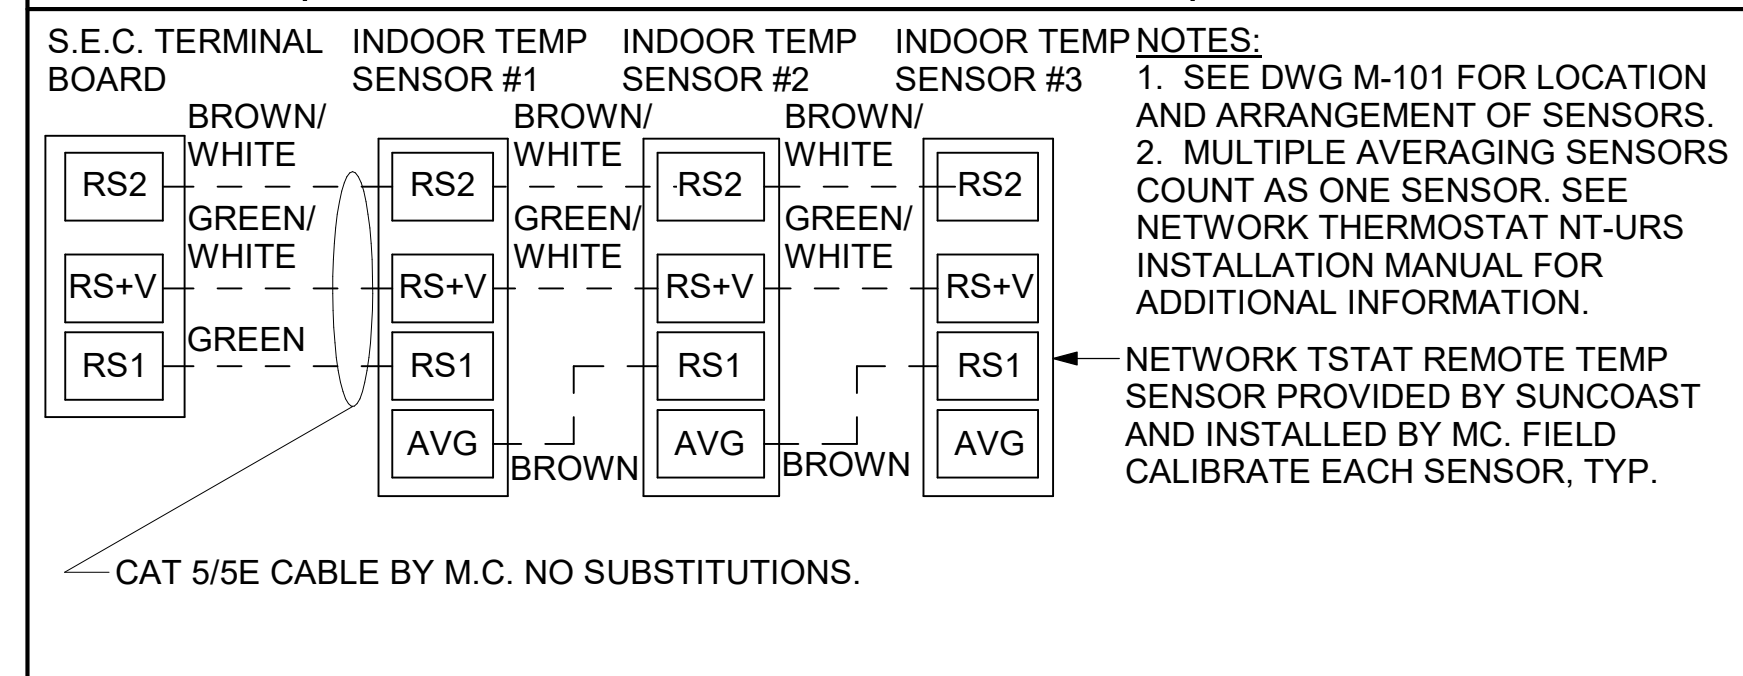 S.E.C. TERMINAL
BOARD
INDOOR TEMP
SENSOR #1
INDOOR TEMP
SENSOR #2
INDOOR TEMP
SENSOR #3
BROWN/
WHITE
GREEN/
WHITE
GREEN
BROWN/
WHITE
GREEN/
WHITE
BROWN
BROWN/
WHITE
GREEN/
WHITE
BROWN
RS2
RS+V
RS1
RS2
RS+V
RS1
AVG
RS2
RS+V
RS1
AVG
RS2
RS+V
RS1
AVG
NOTES:
1. SEE DWG M-101 FOR LOCATION
AND ARRANGEMENT OF SENSORS.
2. MULTIPLE AVERAGING SENSORS
COUNT AS ONE SENSOR. SEE
NETWORK THERMOSTAT NT-URS
INSTALLATION MANUAL FOR
ADDITIONAL INFORMATION.
NETWORK TSTAT REMOTE TEMP
SENSOR PROVIDED BY SUNCOAST
AND INSTALLED BY MC. FIELD
CALIBRATE EACH SENSOR, TYP.
CAT 5/5E CABLE BY M.C. NO SUBSTITUTIONS.